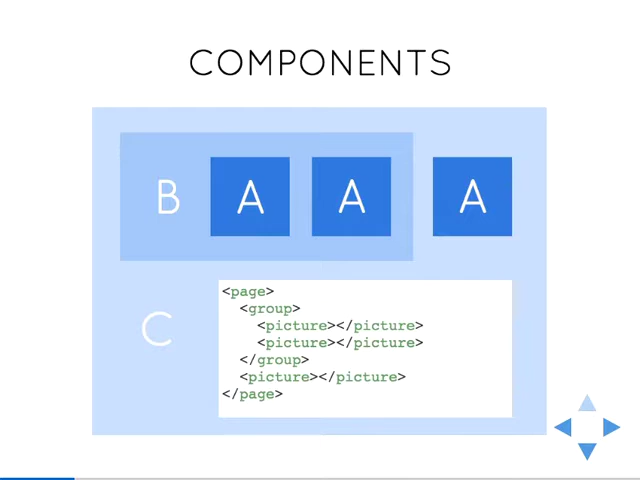 COMPONENTS
B A A A
C
<page>
  <group>
    <picture></picture>
    <picture></picture>
  </group>
  <picture></picture>
</page>